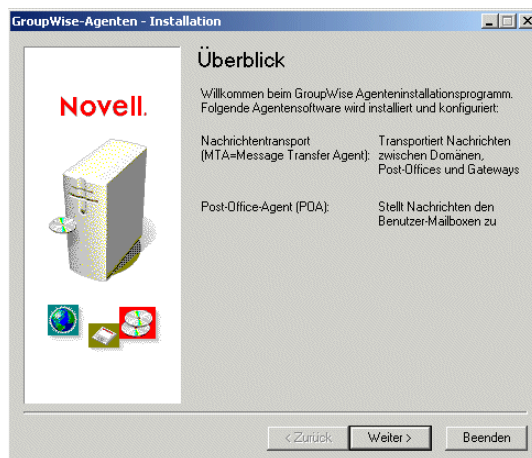 GroupWise-Agenten - Installation
Novell.
Überblick
Willkommen beim GroupWise Agenteninstallationsprogramm.
Folgende Agentensoftware wird installiert und konfiguriert:
Nachrichtentransport
(MTA=Message Transfer Agent):
Transportiert Nachrichten
zwischen Domänen,
Post-Offices und Gateways
Post-Office-Agent (POA):
Stellt Nachrichten den
Benutzer-Mailboxen zu
< Zurück
Weiter >
Beenden